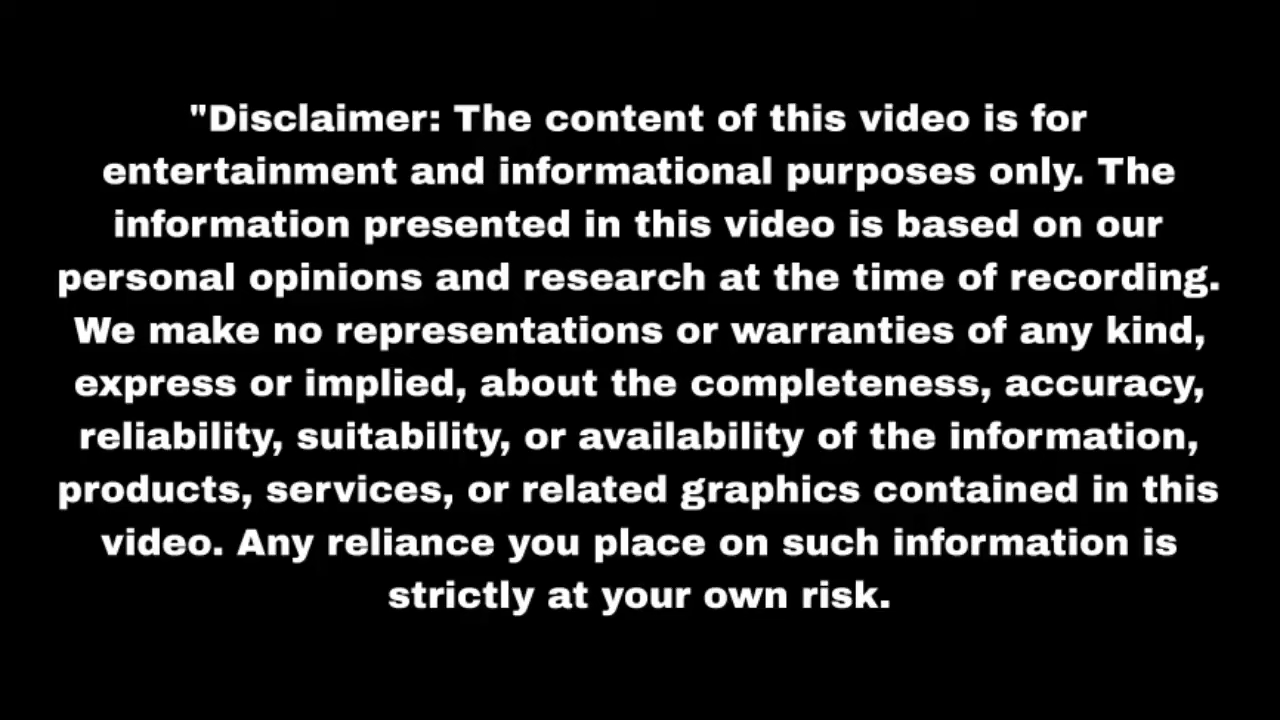 "Disclaimer: The content of this video is for
entertainment and informational purposes only. The
information presented in this video is based on our
personal opinions and research at the time of recording.
We make no representations or warranties of any kind,
express or implied, about the completeness, accuracy,
reliability, suitability, or availability of the information,
products, services, or related graphics contained in this
video. Any reliance you place on such information is
strictly at your own risk.